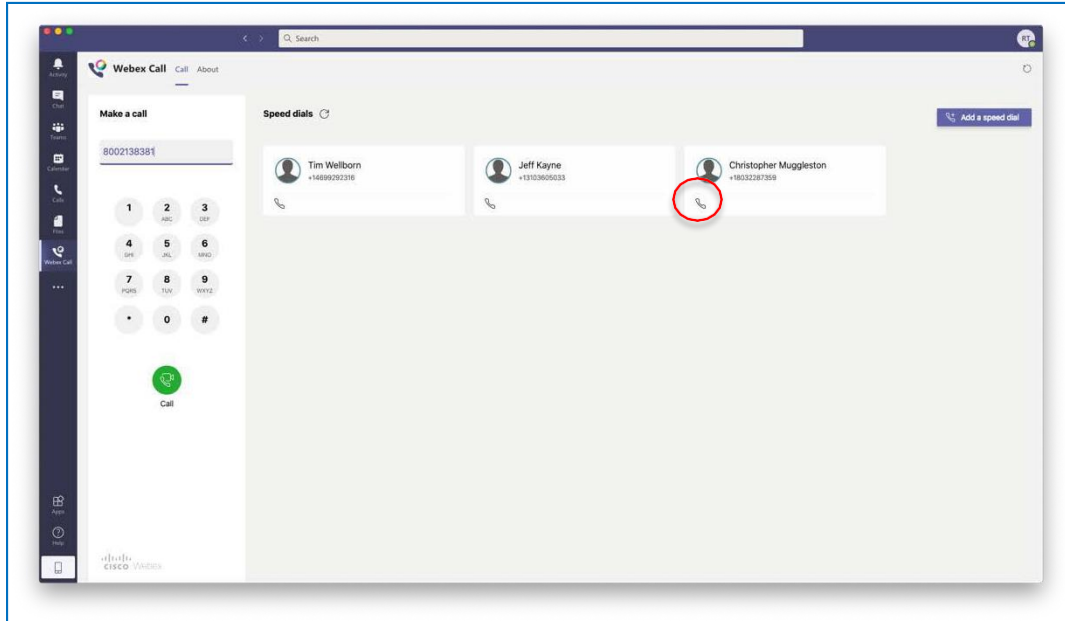 Search
RT
Activity
Chat
Teams
Calendar
Calls
Files
Webex Call
...
Apps
Help
Webex Call Call About
Make a call
8002138381
1 2 3
ABC DEF
4 5 6
GHI JKL MNO
7 8 9
PQRS TUV WXYZ
* 0 #
Call
CISCO Webex
Speed dials
Add a speed dial
Tim Wellborn
+14699292316
Jeff Kayne
+13103605033
Christopher Muggleston
+18032287359